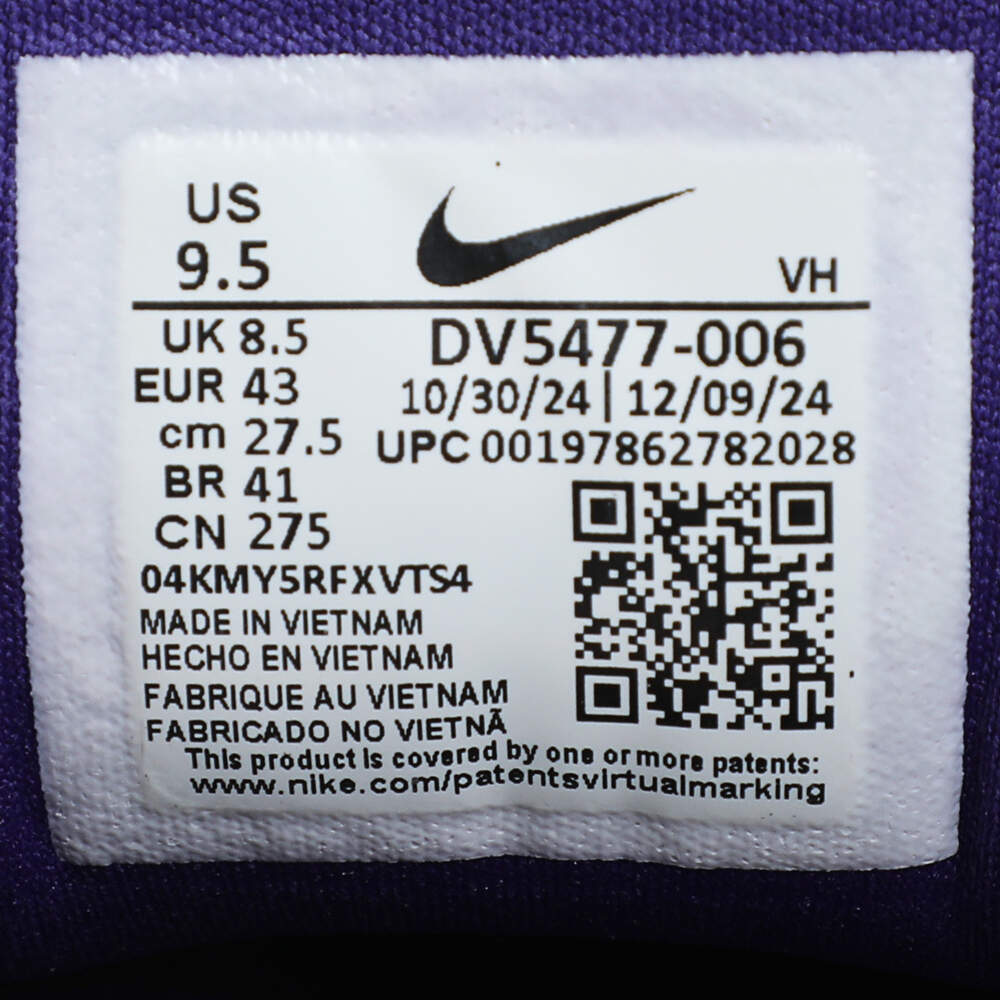 US
9.5
VH
UK 8.5
EUR 43
cm 27.5
BR 41
CN 275
DV5477-006
10/30/24 | 12/09/24
UPC 00197862782028
04KMY5RFXVTS4
MADE IN VIETNAM
HECHO EN VIETNAM
FABRIQUE AU VIETNAM
FABRICADO NO VIETNÃ
This product is covered by one or more patents:
www.nike.com/patentsvirtualmarking